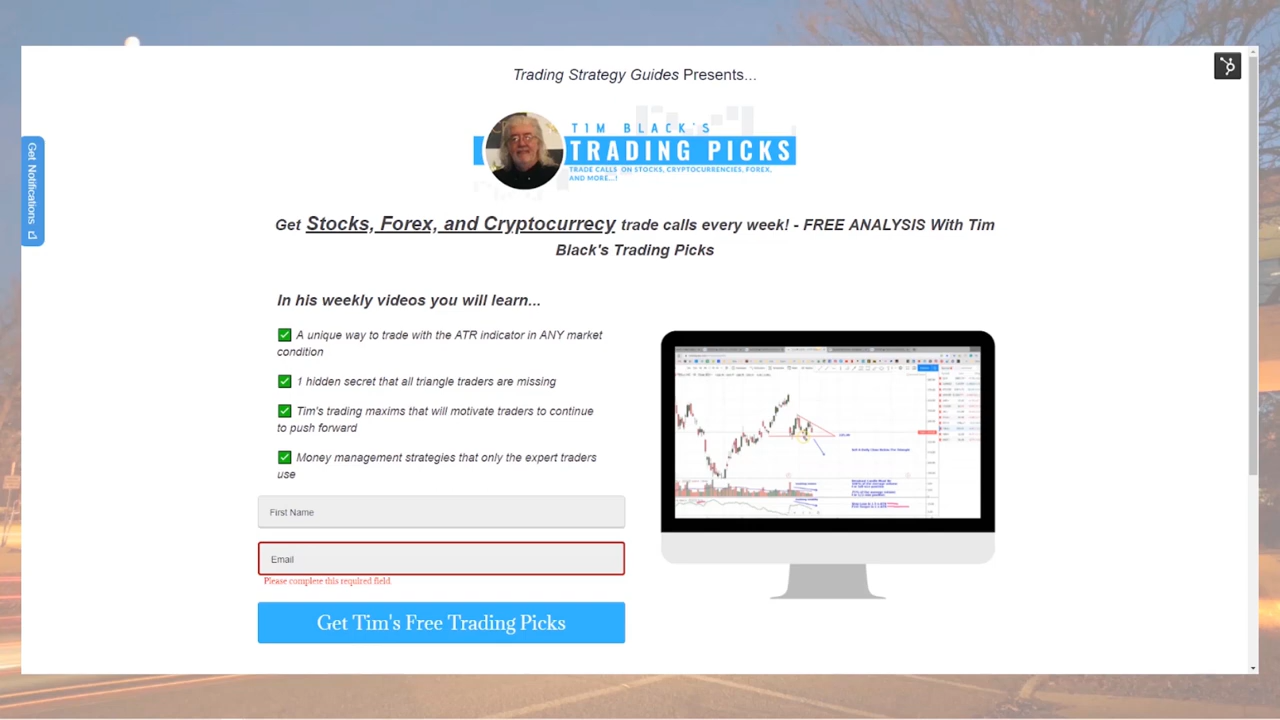 Trading Strategy Guides Presents...
TIM BLACK'S
TRADING PICKS
TRADE CALLS ON STOCKS, CRYPTOCURRENCIES, FOREX,
AND MORE...!
Get Notifications
Get Stocks, Forex, and Cryptocurrecy trade calls every week! - FREE ANALYSIS With Tim
Black's Trading Picks
In his weekly videos you will learn...
✅ A unique way to trade with the ATR indicator in ANY market
condition
✅ 1 hidden secret that all triangle traders are missing
✅ Tim's trading maxims that will motivate traders to continue
to push forward
✅ Money management strategies that only the expert traders
use
First Name
Email
Please complete this required field.
Get Tim's Free Trading Picks